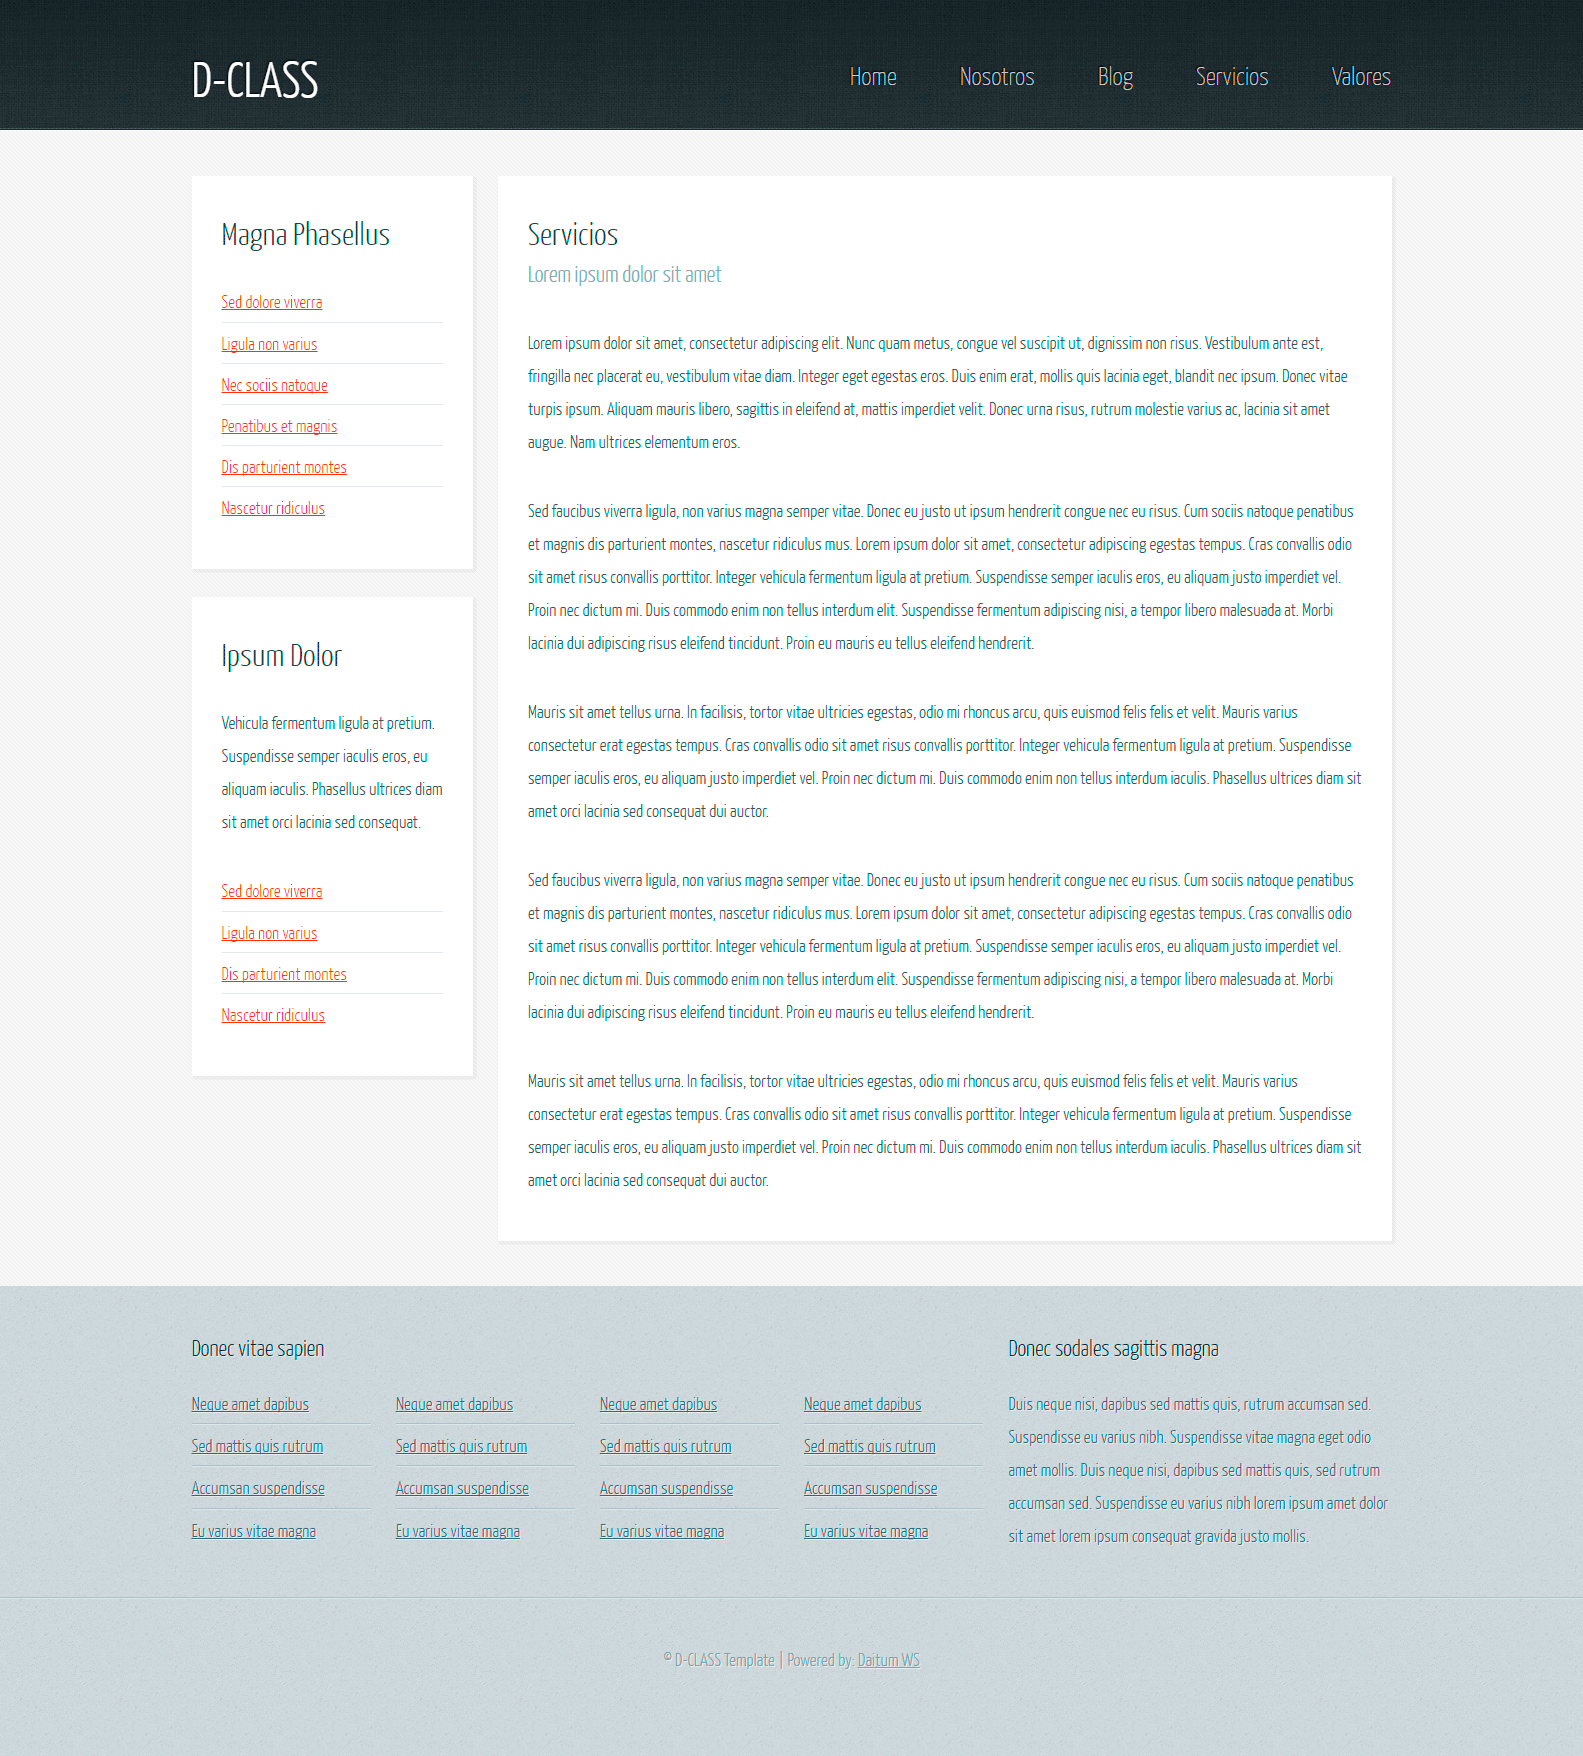 D-CLASS
Home Nosotros Blog Servicios Valores
Magna Phasellus
Sed dolore viverra
Ligula non varius
Nec sociis natoque
Penatibus et magnis
Dis parturient montes
Nascetur ridiculus
Ipsum Dolor
Vehicula fermentum ligula at pretium.
Suspendisse semper iaculis eros, eu
aliquam iaculis. Phasellus ultrices diam
sit amet orci lacinia sed consequat.
Sed dolore viverra
Ligula non varius
Dis parturient montes
Nascetur ridiculus
Servicios
Lorem ipsum dolor sit amet
Lorem ipsum dolor sit amet, consectetur adipiscing elit. Nunc quam metus, congue vel suscipit ut, dignissim non risus. Vestibulum ante est,
fringilla nec placerat eu, vestibulum vitae diam. Integer eget egestas eros. Duis enim erat, mollis quis lacinia eget, blandit nec ipsum. Donec vitae
turpis ipsum. Aliquam mauris libero, sagittis in eleifend at, mattis imperdiet velit. Donec urna risus, rutrum molestie varius ac, lacinia sit amet
augue. Nam ultrices elementum eros.
Sed faucibus viverra ligula, non varius magna semper vitae. Donec eu justo ut ipsum hendrerit congue nec eu risus. Cum sociis natoque penatibus
et magnis dis parturient montes, nascetur ridiculus mus. Lorem ipsum dolor sit amet, consectetur adipiscing egestas tempus. Cras convallis odio
sit amet risus convallis porttitor. Integer vehicula fermentum ligula at pretium. Suspendisse semper iaculis eros, eu aliquam justo imperdiet vel.
Proin nec dictum mi. Duis commodo enim non tellus interdum elit. Suspendisse fermentum adipiscing nisi, a tempor libero malesuada at. Morbi
lacinia dui adipiscing risus eleifend tincidunt. Proin eu mauris eu tellus eleifend hendrerit.
Mauris sit amet tellus urna. In facilisis, tortor vitae ultricies egestas, odio mi rhoncus arcu, quis euismod felis felis et velit. Mauris varius
consectetur erat egestas tempus. Cras convallis odio sit amet risus convallis porttitor. Integer vehicula fermentum ligula at pretium. Suspendisse
semper iaculis eros, eu aliquam justo imperdiet vel. Proin nec dictum mi. Duis commodo enim non tellus interdum iaculis. Phasellus ultrices diam sit
amet orci lacinia sed consequat dui auctor.
Sed faucibus viverra ligula, non varius magna semper vitae. Donec eu justo ut ipsum hendrerit congue nec eu risus. Cum sociis natoque penatibus
et magnis dis parturient montes, nascetur ridiculus mus. Lorem ipsum dolor sit amet, consectetur adipiscing egestas tempus. Cras convallis odio
sit amet risus convallis porttitor. Integer vehicula fermentum ligula at pretium. Suspendisse semper iaculis eros, eu aliquam justo imperdiet vel.
Proin nec dictum mi. Duis commodo enim non tellus interdum elit. Suspendisse fermentum adipiscing nisi, a tempor libero malesuada at. Morbi
lacinia dui adipiscing risus eleifend tincidunt. Proin eu mauris eu tellus eleifend hendrerit.
Mauris sit amet tellus urna. In facilisis, tortor vitae ultricies egestas, odio mi rhoncus arcu, quis euismod felis felis et velit. Mauris varius
consectetur erat egestas tempus. Cras convallis odio sit amet risus convallis porttitor. Integer vehicula fermentum ligula at pretium. Suspendisse
semper iaculis eros, eu aliquam justo imperdiet vel. Proin nec dictum mi. Duis commodo enim non tellus interdum iaculis. Phasellus ultrices diam sit
amet orci lacinia sed consequat dui auctor.
Donec vitae sapien
Neque amet dapibus Neque amet dapibus Neque amet dapibus Neque amet dapibus
Sed mattis quis rutrum Sed mattis quis rutrum Sed mattis quis rutrum Sed mattis quis rutrum
Accumsan suspendisse Accumsan suspendisse Accumsan suspendisse Accumsan suspendisse
Eu varius vitae magna Eu varius vitae magna Eu varius vitae magna Eu varius vitae magna
Donec sodales sagittis magna
Duis neque nisi, dapibus sed mattis quis, rutrum accumsan sed.
Suspendisse eu varius nibh. Suspendisse vitae magna eget odio
amet mollis. Duis neque nisi, dapibus sed mattis quis, sed rutrum
accumsan sed. Suspendisse eu varius nibh lorem ipsum amet dolor
sit amet lorem ipsum consequat gravida justo mollis.
© D-CLASS Template | Powered by: Daitum WS